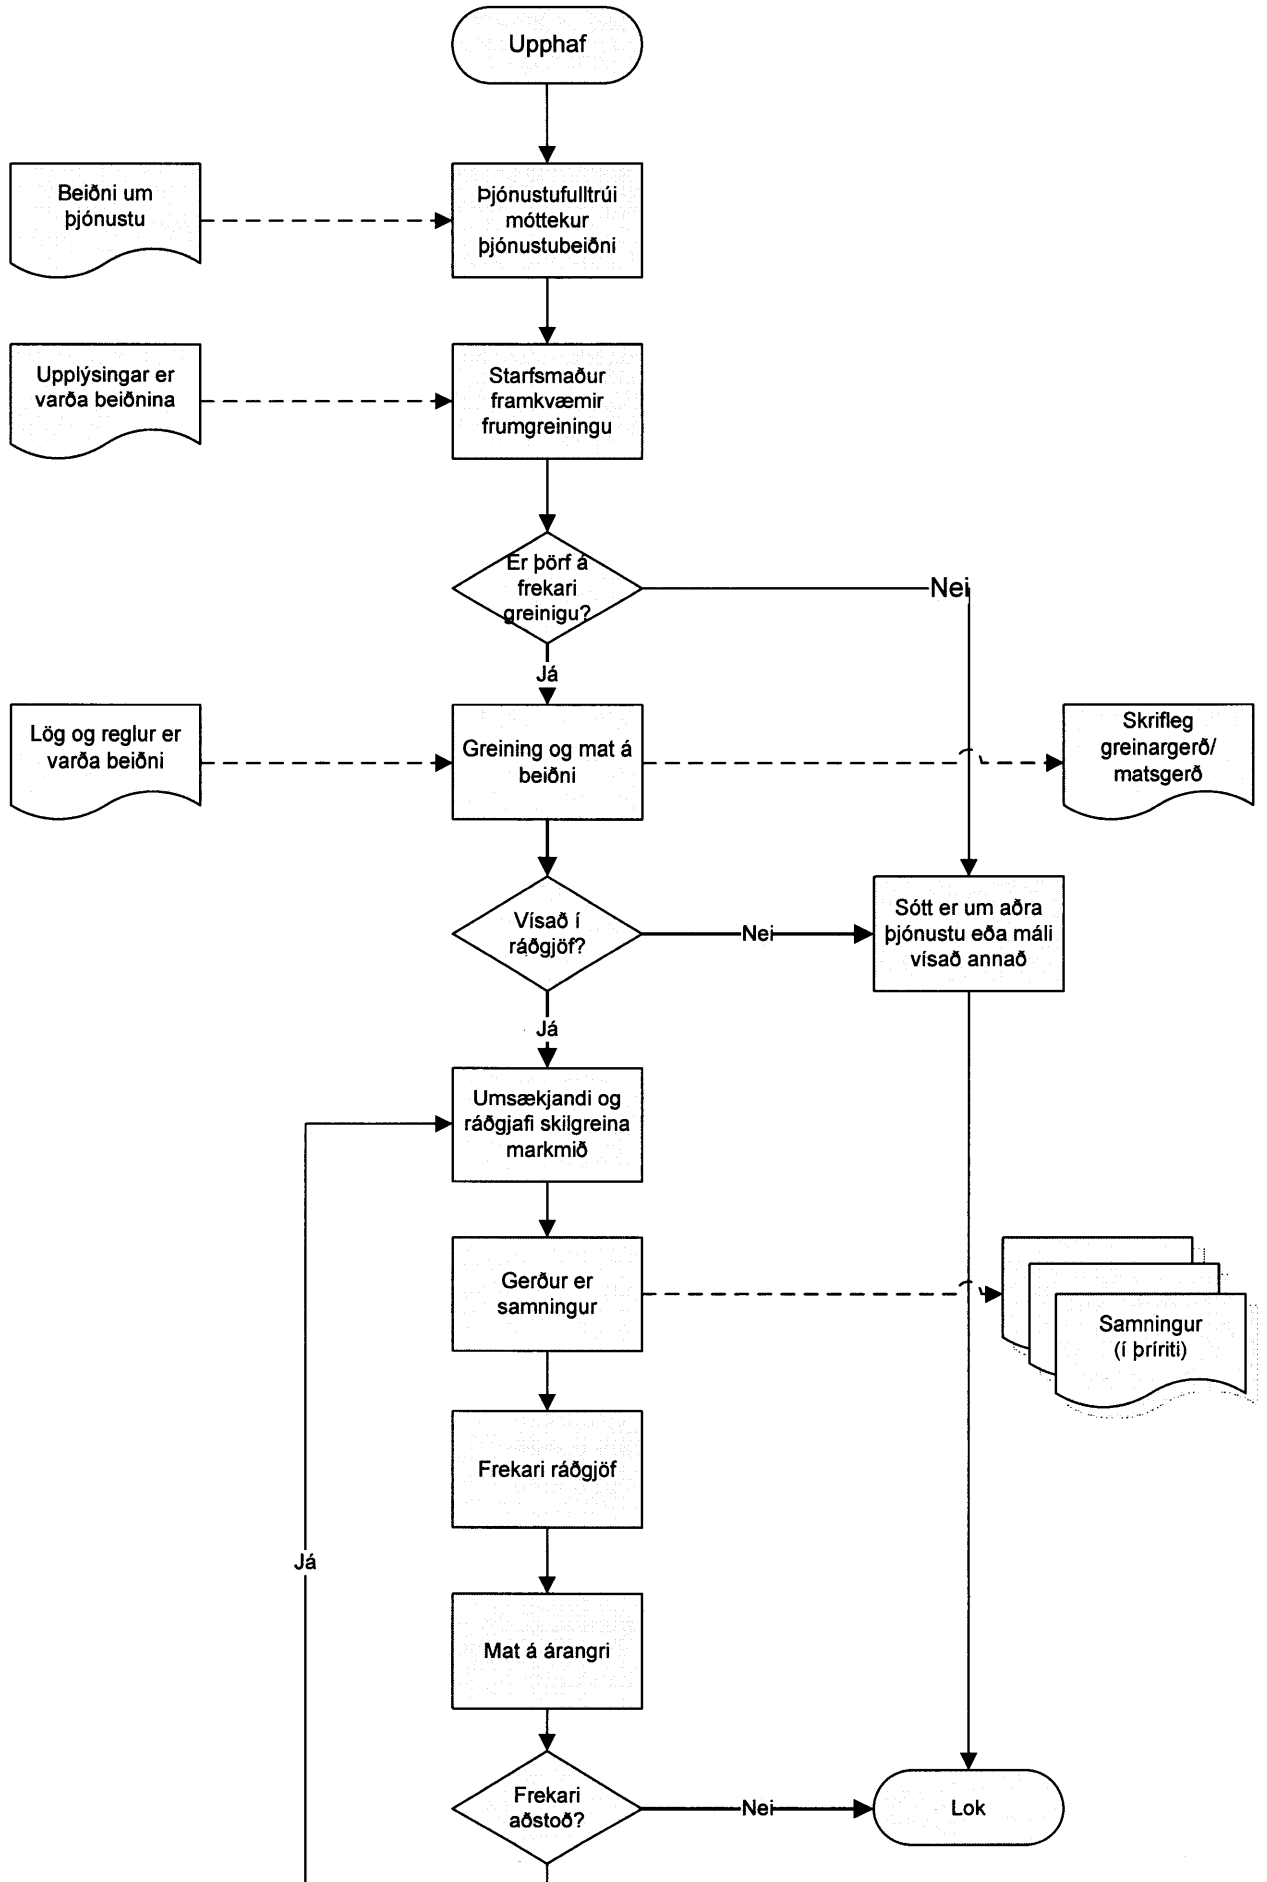 Upphaf
Beiðni um
þjónustu
Þjónustufulltrúi
móttekur
þjónustubeiðni
Upplýsingar er
varða beiðnina
Starfsmaður
framkvæmir
frumgreiningu
Er þörf á
frekari
greinigu?
Nei
Já
Lög og reglur er
varða beiðni
Greining og mat á
beiðni
Skrifleg
greinargerð/
matsgerð
Vísað í
ráðgjöf?
Nei
Sótt er um aðra
þjónustu eða máli
vísað annað
Já
Umsækjandi og
ráðgjafi skilgreina
markmið
Gerður er
samningur
Samningur
(í þríriti)
Frekari ráðgjöf
Já
Mat á árangri
Frekari
aðstoð?
Nei
Lok